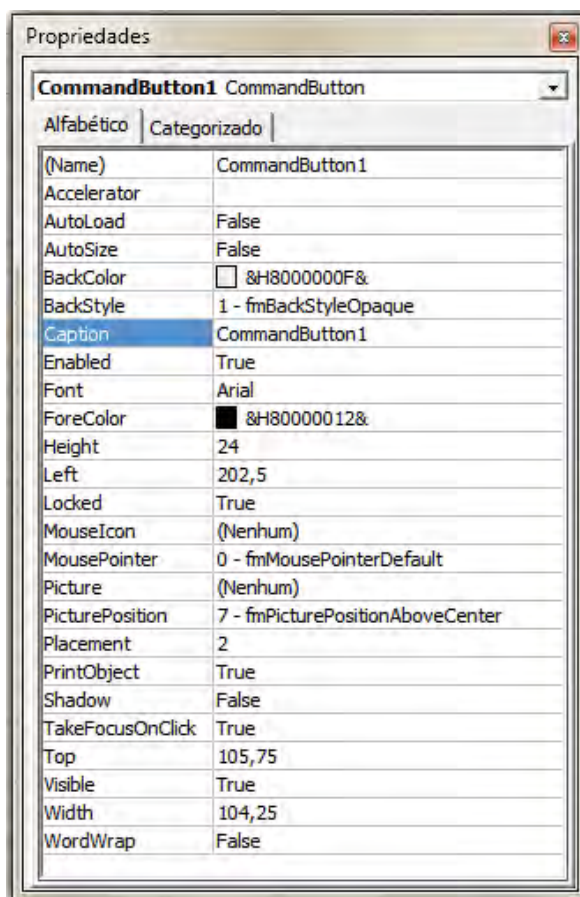 Propriedades
CommandButton1 CommandButton
Alfabético Categorizado
(Name) CommandButton1
Accelerator
AutoLoad False
AutoSize False
BackColor &H8000000F&
BackStyle 1 - fmBackStyleOpaque
Caption CommandButton1
Enabled True
Font Arial
ForeColor &H80000012&
Height 24
Left 202,5
Locked True
MouseIcon (Nenhum)
MousePointer 0 - fmMousePointerDefault
Picture (Nenhum)
PicturePosition 7 - fmPicturePositionAboveCenter
Placement 2
PrintObject True
Shadow False
TakeFocusOnClick True
Top 105,75
Visible True
Width 104,25
WordWrap False